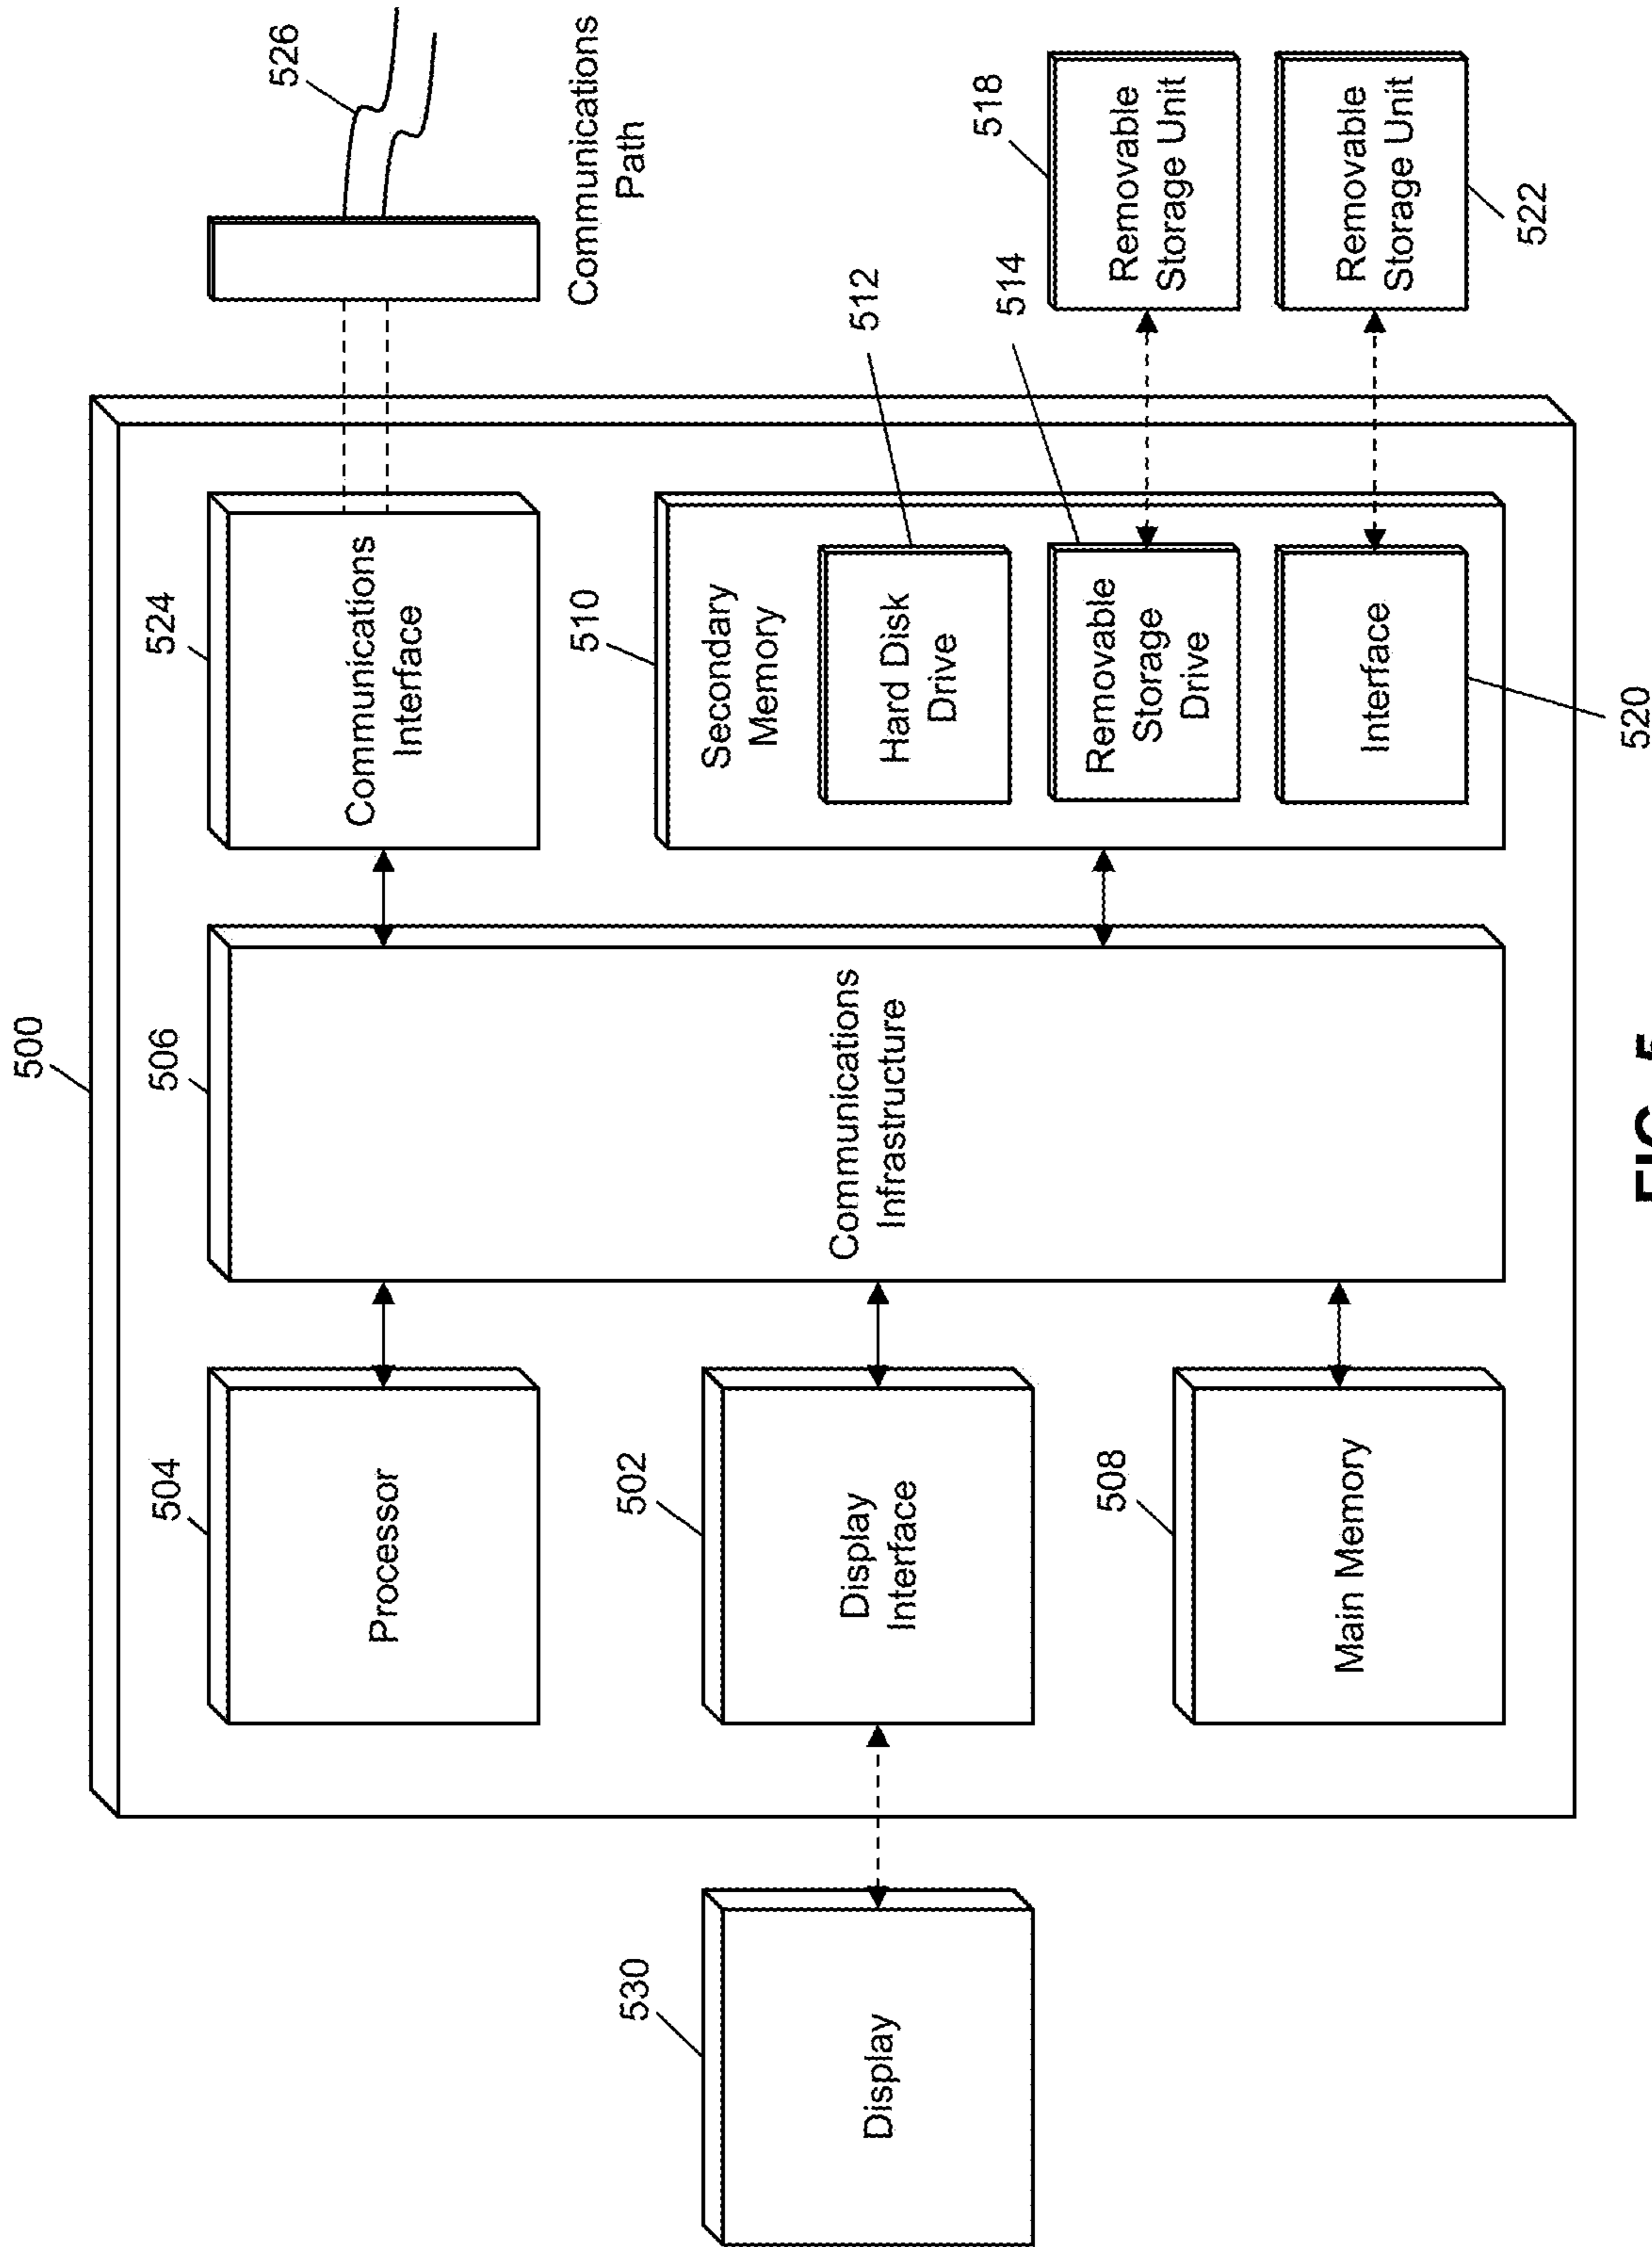 500
504
Processor
502
Display
Interface
508
Main Memory
530
Display
506
Communications
Infrastructure
524
Communications
Interface
510
Secondary
Memory
512
Hard Disk
Drive
514
Removable
Storage
Drive
520
Interface
526
Communications
Path
518
Removable
Storage Unit
Removable
Storage Unit
522
FIG. 5